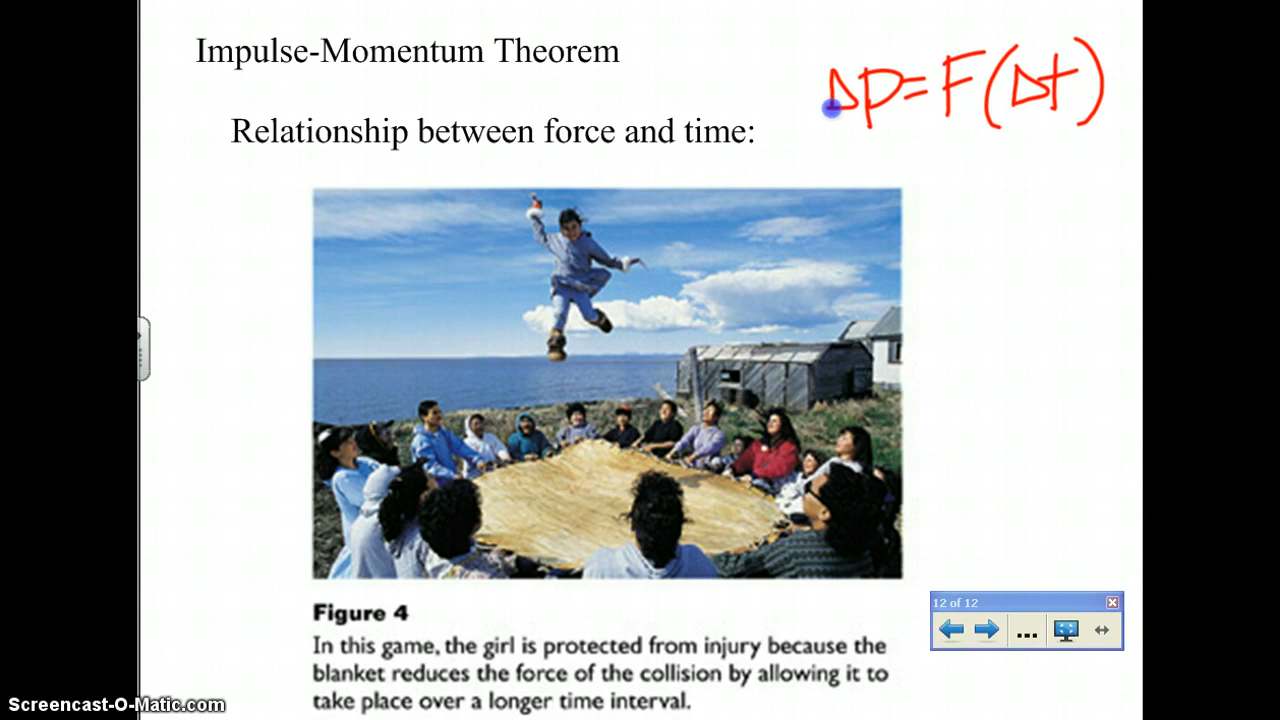 Impulse-Momentum Theorem
Δp=F(Δt)
Relationship between force and time:
Figure 4
In this game, the girl is protected from injury because the
blanket reduces the force of the collision by allowing it to
take place over a longer time interval.
12 of 12
...
Screencast-O-Matic.com